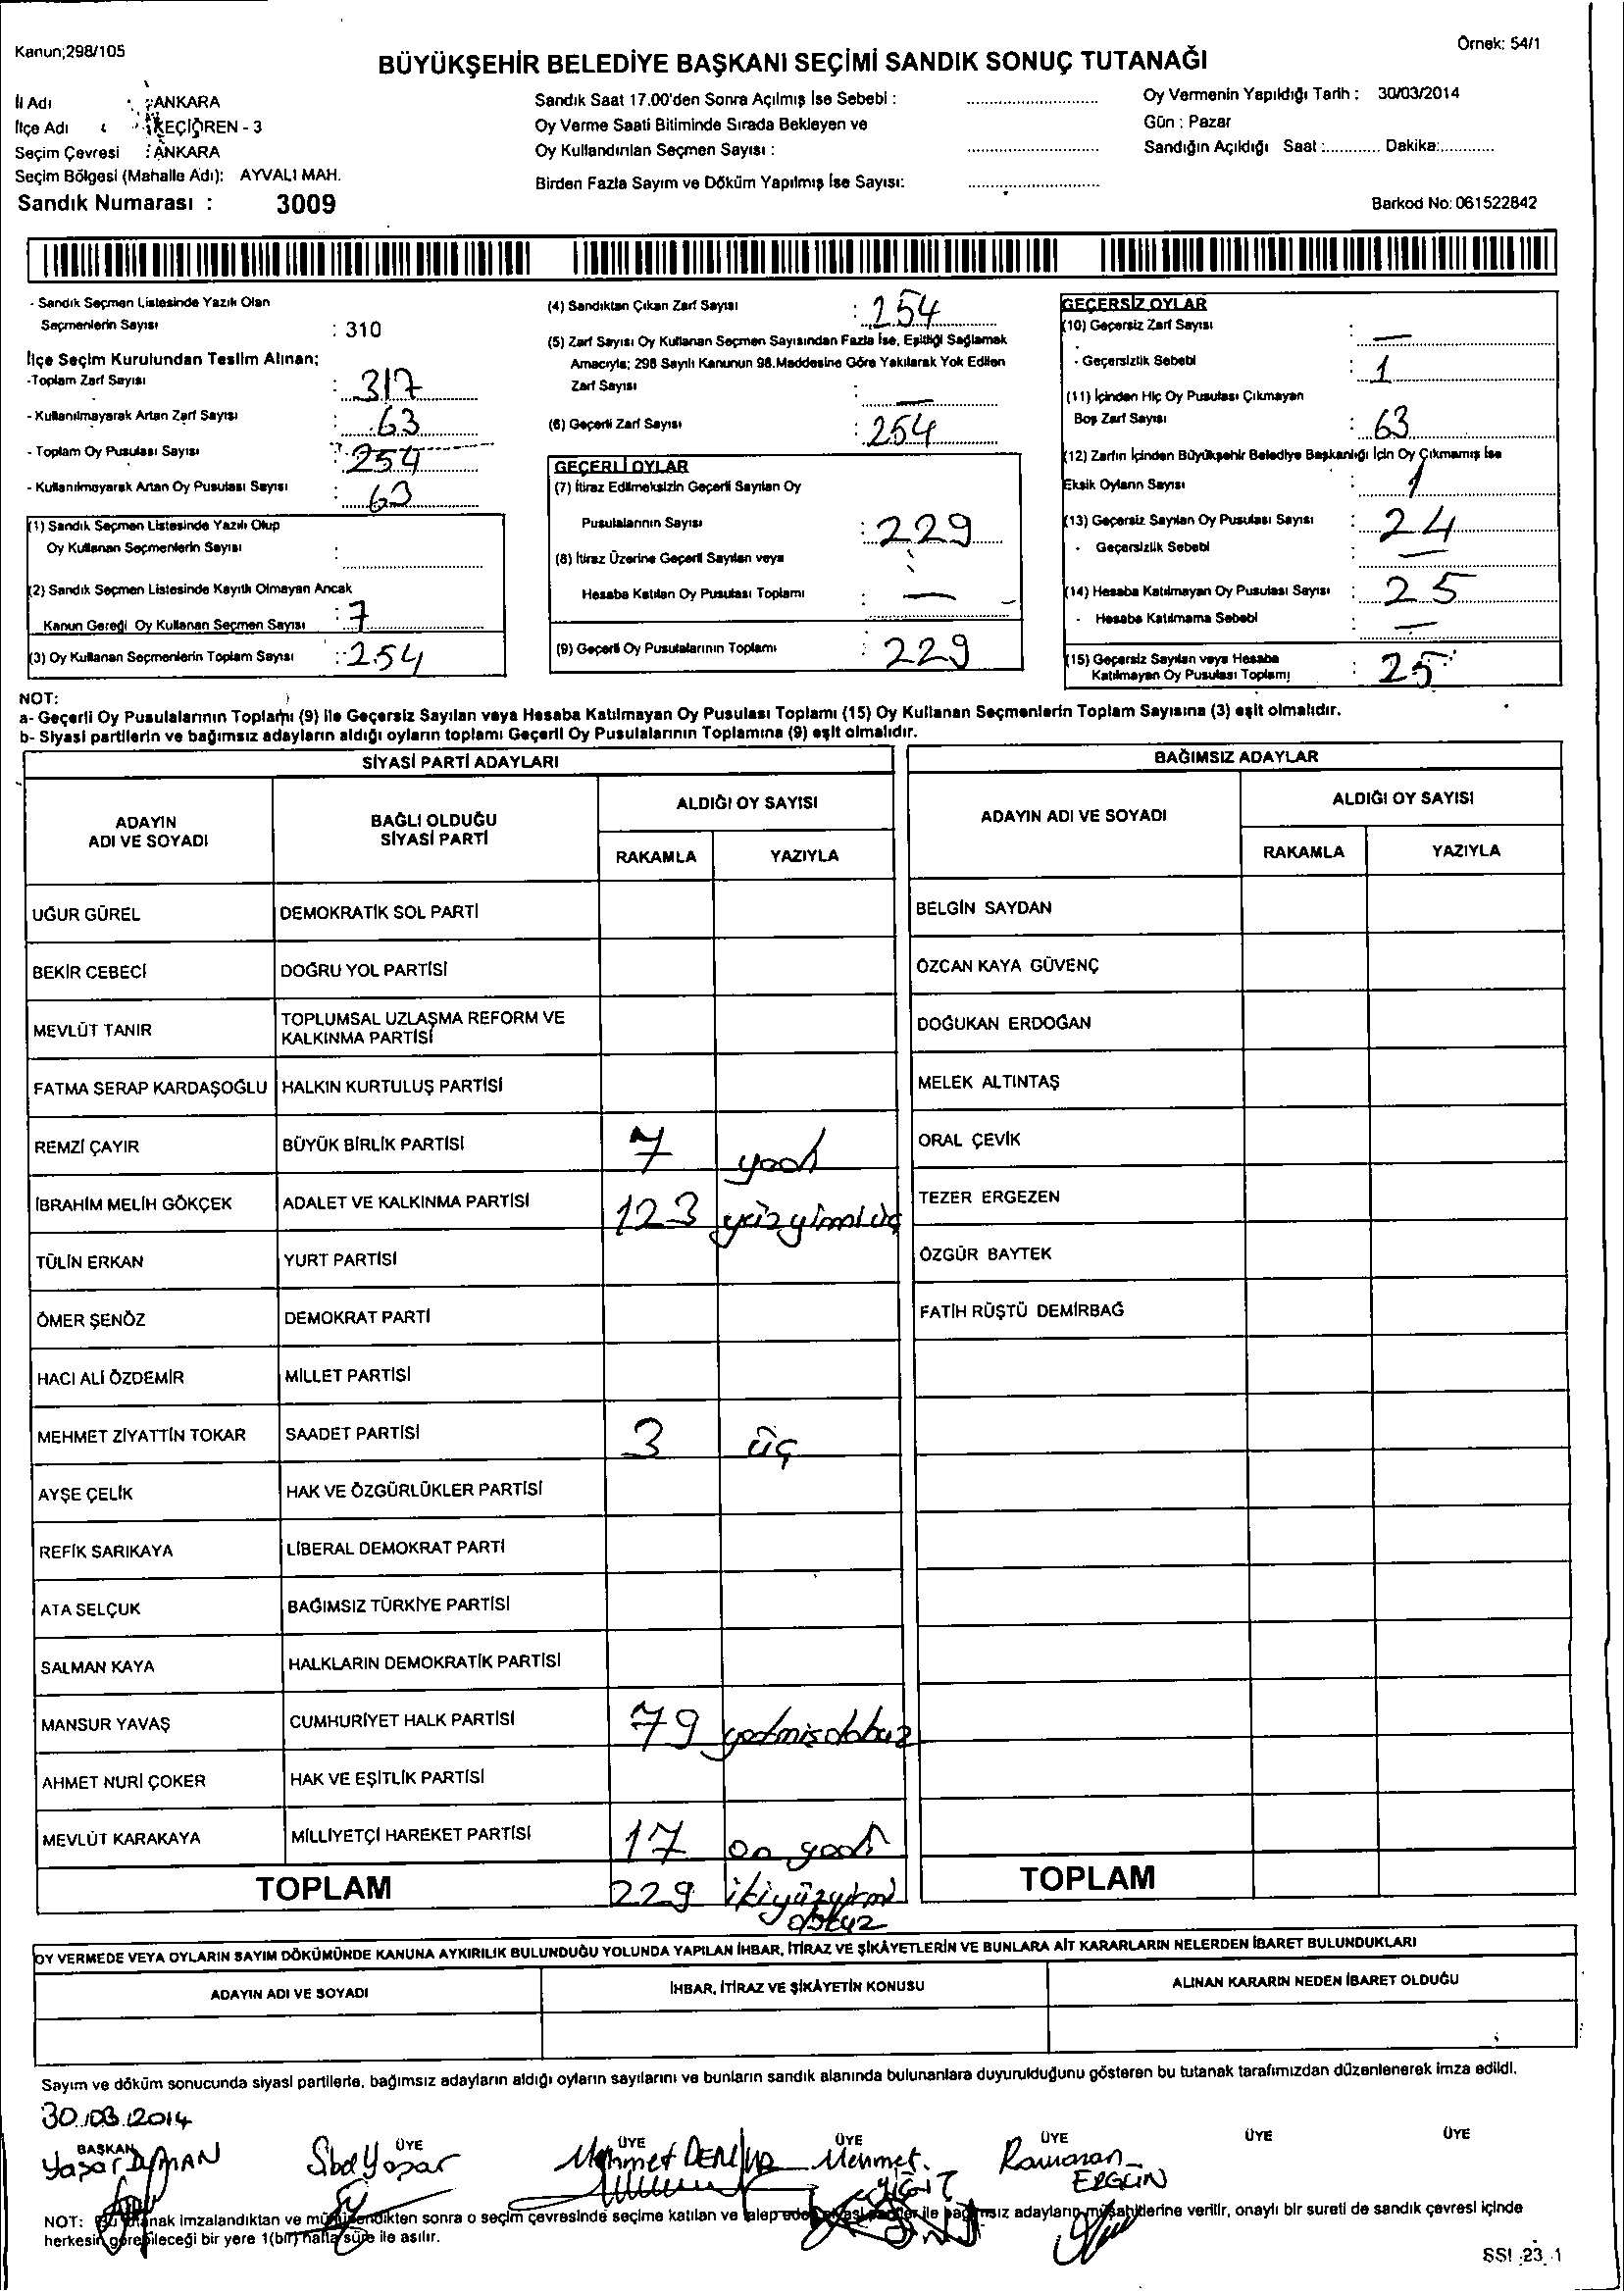 Kanun;298/105
Örnek: 54/1
BÜYÜKŞEHİR BELEDİYE BAŞKANI SEÇİMİ SANDIK SONUÇ TUTANAĞI
İl Adı : ANKARA
İlçe Adı : KEÇİÖREN - 3
Seçim Çevresi : ANKARA
Seçim Bölgesi (Mahalle Adı): AYVALI MAH.
Sandık Numarası : 3009
Sandık Saat 17.00'den Sonra Açılmış İse Sebebi :
Oy Verme Saati Bitiminde Sırada Bekleyen ve
Oy Kullandırılan Seçmen Sayısı :
Birden Fazla Sayım ve Döküm Yapılmış İse Sayısı:
Oy Vermenin Yapıldığı Tarih : 30/03/2014
Gün : Pazar
Sandığın Açıldığı Saat :............ Dakika:...........
Barkod No: 061522842
- Sandık Seçmen Listesinde Yazılı Olan
Seçmenlerin Sayısı : 310
İlçe Seçim Kurulundan Teslim Alınan;
-Toplam Zarf Sayısı : 317
- Kullanılmayarak Artan Zarf Sayısı : 63
- Toplam Oy Pusulası Sayısı : 254
- Kullanılmayarak Artan Oy Pusulası Sayısı : 63
(1) Sandık Seçmen Listesinde Yazılı Olup
Oy Kullanan Seçmenlerin Sayısı :
(2) Sandık Seçmen Listesinde Kayıtlı Olmayan Ancak
Kanun Gereği Oy Kullanan Seçmen Sayısı : 7
(3) Oy Kullanan Seçmenlerin Toplam Sayısı : 254
(4) Sandıktan Çıkan Zarf Sayısı : 254
(5) Zarf Sayısı Oy Kullanan Seçmen Sayısından Fazla İse, Eşitliği Sağlamak
Amacıyla; 298 Sayılı Kanunun 98.Maddesine Göre Yakılarak Yok Edilen
Zarf Sayısı : —
(6) Geçerli Zarf Sayısı : 254
GEÇERLİ OYLAR
(7) İtiraz Edilmeksizin Geçerli Sayılan Oy
Pusulalarının Sayısı : 229
(8) İtiraz Üzerine Geçerli Sayılan veya
Hesaba Katılan Oy Pusulası Toplamı : —
(9) Geçerli Oy Pusulalarının Toplamı : 229
GEÇERSİZ OYLAR
(10) Geçersiz Zarf Sayısı : —
- Geçersizlik Sebebi : 1
(11) İçinden Hiç Oy Pusulası Çıkmayan
Boş Zarf Sayısı : 63
(12) Zarfın İçinden Büyükşehir Belediye Başkanlığı İçin Oy Çıkmamış İse
Eksik Oyların Sayısı : 1
(13) Geçersiz Sayılan Oy Pusulası Sayısı : 24
- Geçersizlik Sebebi : —
(14) Hesaba Katılmayan Oy Pusulası Sayısı : 25
- Hesaba Katılmama Sebebi : —
(15) Geçersiz Sayılan veya Hesaba
Katılmayan Oy Pusulası Toplamı : 25
NOT:
a- Geçerli Oy Pusulalarının Toplamı (9) ile Geçersiz Sayılan veya Hesaba Katılmayan Oy Pusulası Toplamı (15) Oy Kullanan Seçmenlerin Toplam Sayısına (3) eşit olmalıdır.
b- Siyasi partilerin ve bağımsız adayların aldığı oyların toplamı Geçerli Oy Pusulalarının Toplamına (9) eşit olmalıdır.
SİYASİ PARTİ ADAYLARI
ADAYIN
ADI VE SOYADI
BAĞLI OLDUĞU
SİYASİ PARTİ
ALDIĞI OY SAYISI
RAKAMLA YAZIYLA
UĞUR GÜREL DEMOKRATİK SOL PARTİ
BEKİR CEBECİ DOĞRU YOL PARTİSİ
MEVLÜT TANIR TOPLUMSAL UZLAŞMA REFORM VE
KALKINMA PARTİSİ
FATMA SERAP KARDAŞOĞLU HALKIN KURTULUŞ PARTİSİ
REMZİ ÇAYIR BÜYÜK BİRLİK PARTİSİ 7 yedi
İBRAHİM MELİH GÖKÇEK ADALET VE KALKINMA PARTİSİ 123 yüzyirmi üç
TÜLİN ERKAN YURT PARTİSİ
ÖMER ŞENÖZ DEMOKRAT PARTİ
HACI ALİ ÖZDEMİR MİLLET PARTİSİ
MEHMET ZİYATTİN TOKAR SAADET PARTİSİ 3 üç
AYŞE ÇELİK HAK VE ÖZGÜRLÜKLER PARTİSİ
REFİK SARIKAYA LİBERAL DEMOKRAT PARTİ
ATA SELÇUK BAĞIMSIZ TÜRKİYE PARTİSİ
SALMAN KAYA HALKLARIN DEMOKRATİK PARTİSİ
MANSUR YAVAŞ CUMHURİYET HALK PARTİSİ 79 yetmişdokuz
AHMET NURİ ÇOKER HAK VE EŞİTLİK PARTİSİ
MEVLÜT KARAKAYA MİLLİYETÇİ HAREKET PARTİSİ 17 on yedi
TOPLAM 229 ikiyüzyirmi
dokuz
BAĞIMSIZ ADAYLAR
ADAYIN ADI VE SOYADI
ALDIĞI OY SAYISI
RAKAMLA YAZIYLA
BELGİN SAYDAN
ÖZCAN KAYA GÜVENÇ
DOĞUKAN ERDOĞAN
MELEK ALTINTAŞ
ORAL ÇEVİK
TEZER ERGEZEN
ÖZGÜR BAYTEK
FATİH RÜŞTÜ DEMİRBAĞ
TOPLAM
OY VERMEDE VEYA OYLARIN SAYIM DÖKÜMÜNDE KANUNA AYKIRILIK BULUNDUĞU YOLUNDA YAPILAN İHBAR, İTİRAZ VE ŞİKÂYETLERİN VE BUNLARA AİT KARARLARIN NELERDEN İBARET BULUNDUKLARI
ADAYIN ADI VE SOYADI İHBAR, İTİRAZ VE ŞİKÂYETİN KONUSU ALINAN KARARIN NEDEN İBARET OLDUĞU
Sayım ve döküm sonucunda siyasi partilerle, bağımsız adayların aldığı oyların sayılarını ve bunların sandık alanında bulunanlara duyurulduğunu gösteren bu tutanak tarafımızdan düzenlenerek imza edildi.
30.03.2014
BAŞKAN ÜYE ÜYE ÜYE ÜYE ÜYE ÜYE
Yaşar Yaşar Mehmet Mehmet Ramazan
YİĞİT ERGÜN
NOT: Bu tutanak imzalandıktan ve mühürlendikten sonra o seçim çevresinde seçime katılan ve talep eden siyasi partiler ile bağımsız adayların müşahitlerine verilir, onaylı bir sureti de sandık çevresi içinde
herkesin görebileceği bir yere 1(bir) hafta süre ile asılır.
SSI 23 1